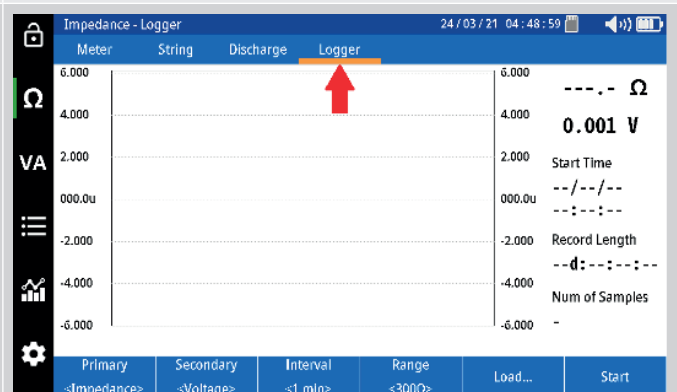 Impedance - Logger 24/03/21 04:48:59
Meter String Discharge Logger
6.000
4.000
2.000
000.0u
-2.000
-4.000
-6.000
6.000
4.000
2.000
000.0u
-2.000
-4.000
-6.000
Ω
VA
---.- Ω
0.001 V
Start Time
--/--/--
--:--:--
Record Length
--d:--:--:--
Num of Samples
-
Primary
<Impedance>
Secondary
<Voltage>
Interval
<1 min>
Range
<300Ω>
Load...
Start